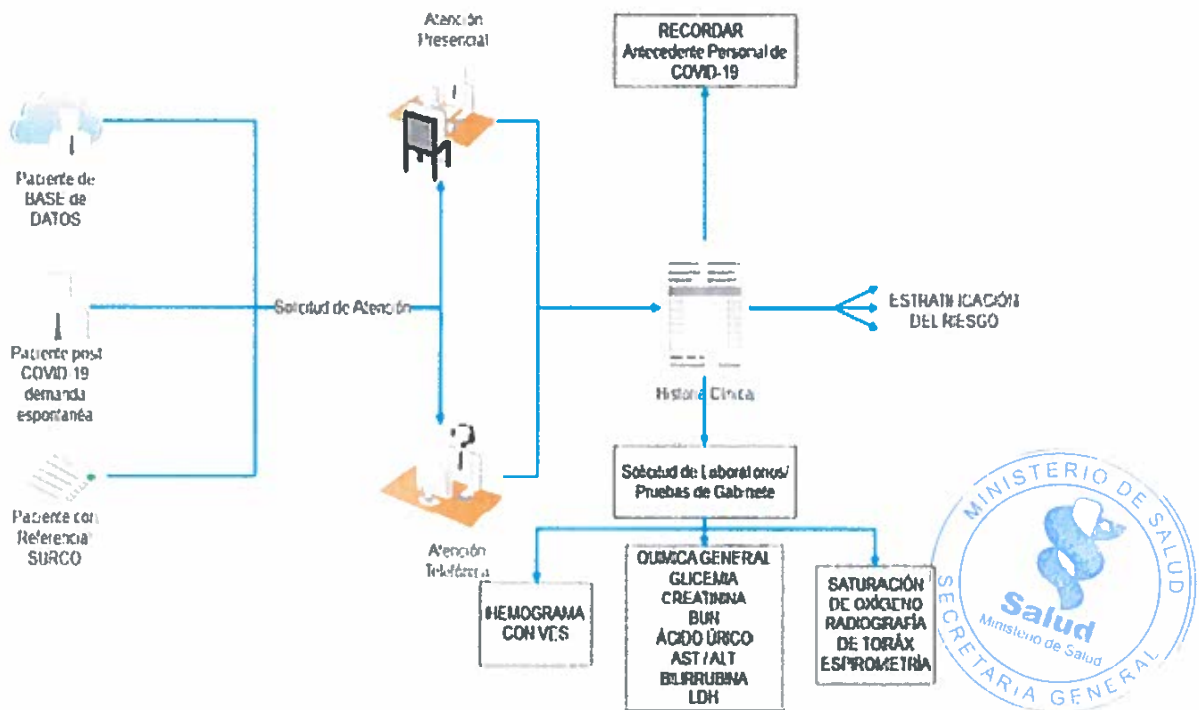 Atención
Presencial
RECORDAR
Antecedente Personal de
COVID-19
Paciente de
BASE de
DATOS
Solicitud de Atención
Paciente post
COVID-19
demanda
espontanéa
ESTRATIFICACIÓN
DEL RIESGO
Historia Clínica
Paciente con
Referencia
SURCO
Atención
Telefónica
Solicitud de Laboratorios/
Pruebas de Gabinete
HEMOGRAMA
CON VES
QUIMICA GENERAL
GLICEMIA
CREATININA
BUN
ÁCIDO ÚRICO
AST / ALT
BILIRRUBINA
LDH
SATURACIÓN
DE OXÍGENO
RADIOGRAFÍA
DE TORÁX
ESPIROMETRÍA
MINISTERIO DE SALUD
Salud
Ministerio de Salud
SECRETARIA GENERAL